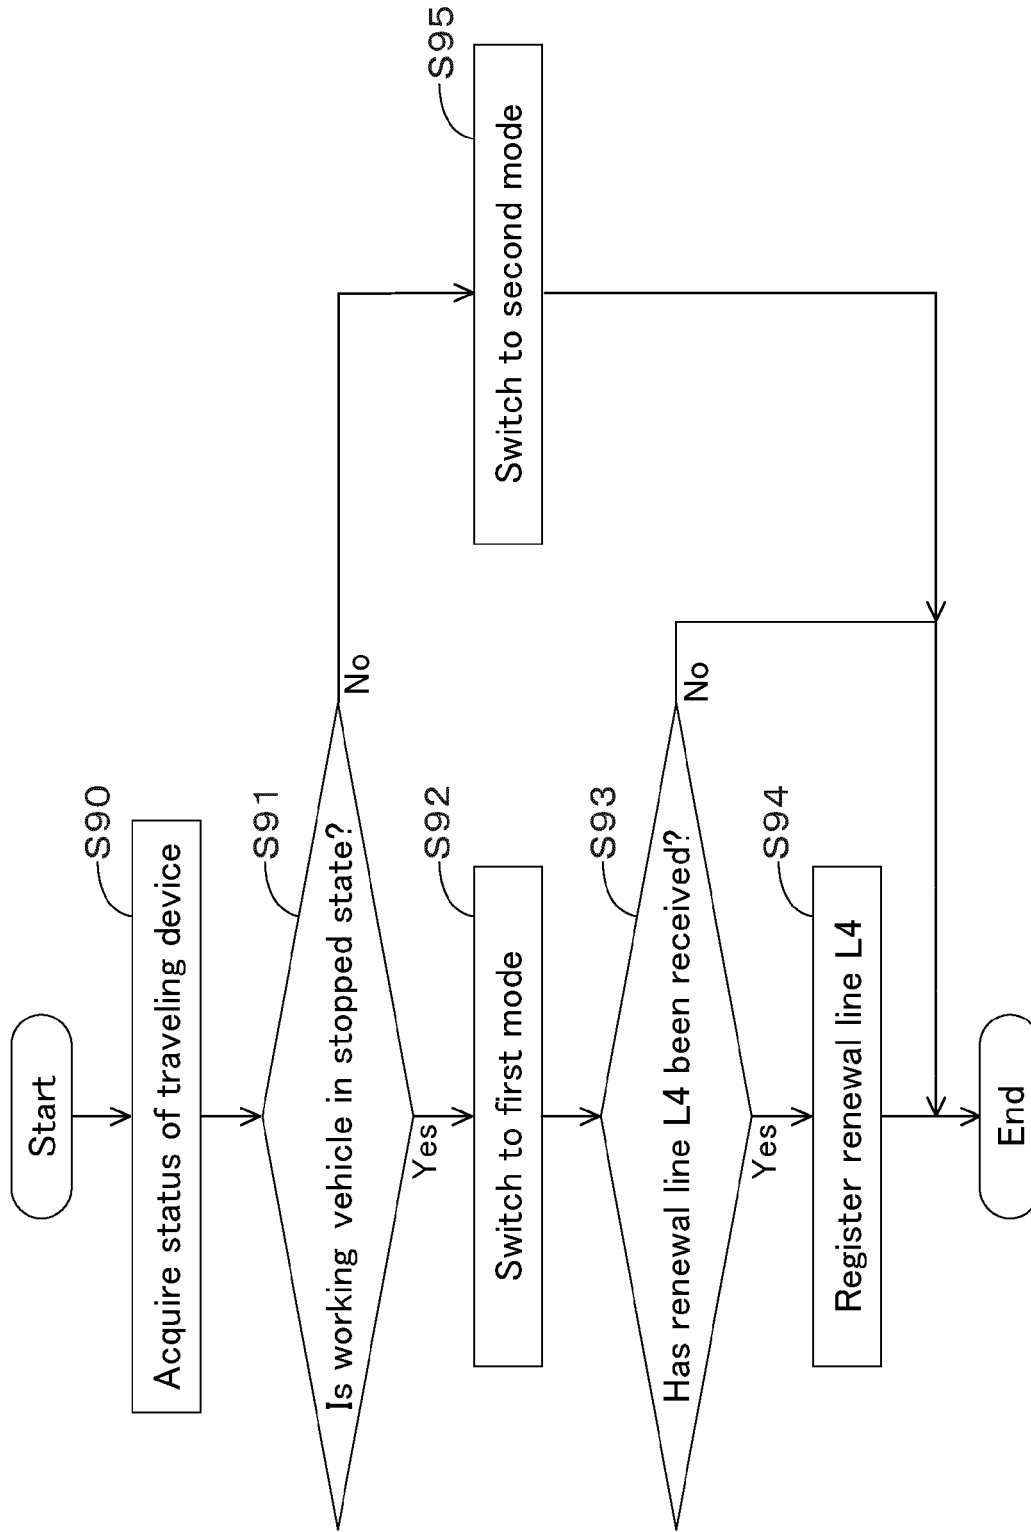 Start
S90
Acquire status of traveling device
S91
Is working vehicle in stopped state?
No
Yes
S92
Switch to first mode
S95
Switch to second mode
S93
Has renewal line L4 been received?
No
Yes
S94
Register renewal line L4
End